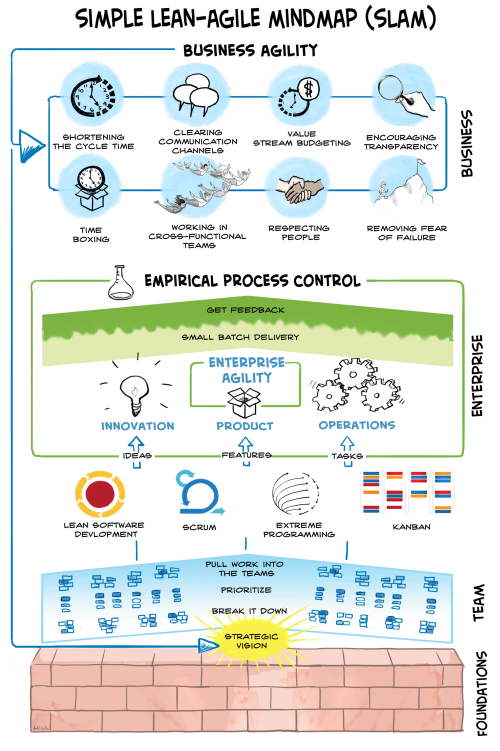 SIMPLE LEAN-AGILE MINDMAP (SLAM)
BUSINESS AGILITY
SHORTENING
THE CYCLE TIME
CLEARING
COMMUNICATION
CHANNELS
VALUE
STREAM BUDGETING
ENCOURAGING
TRANSPARENCY
BUSINESS
TIME
BOXING
WORKING IN
CROSS-FUNCTIONAL
TEAMS
RESPECTING
PEOPLE
REMOVING FEAR
OF FAILURE
EMPIRICAL PROCESS CONTROL
GET FEEDBACK
SMALL BATCH DELIVERY
ENTERPRISE
AGILITY
INNOVATION
PRODUCT
OPERATIONS
ENTERPRISE
IDEAS
FEATURES
TASKS
LEAN SOFTWARE
DEVLOPMENT
SCRUM
EXTREME
PROGRAMMING
KANBAN
PULL WORK INTO
THE TEAMS
PRIORITIZE
BREAK IT DOWN
TEAM
STRATEGIC
VISION
FOUNDATIONS